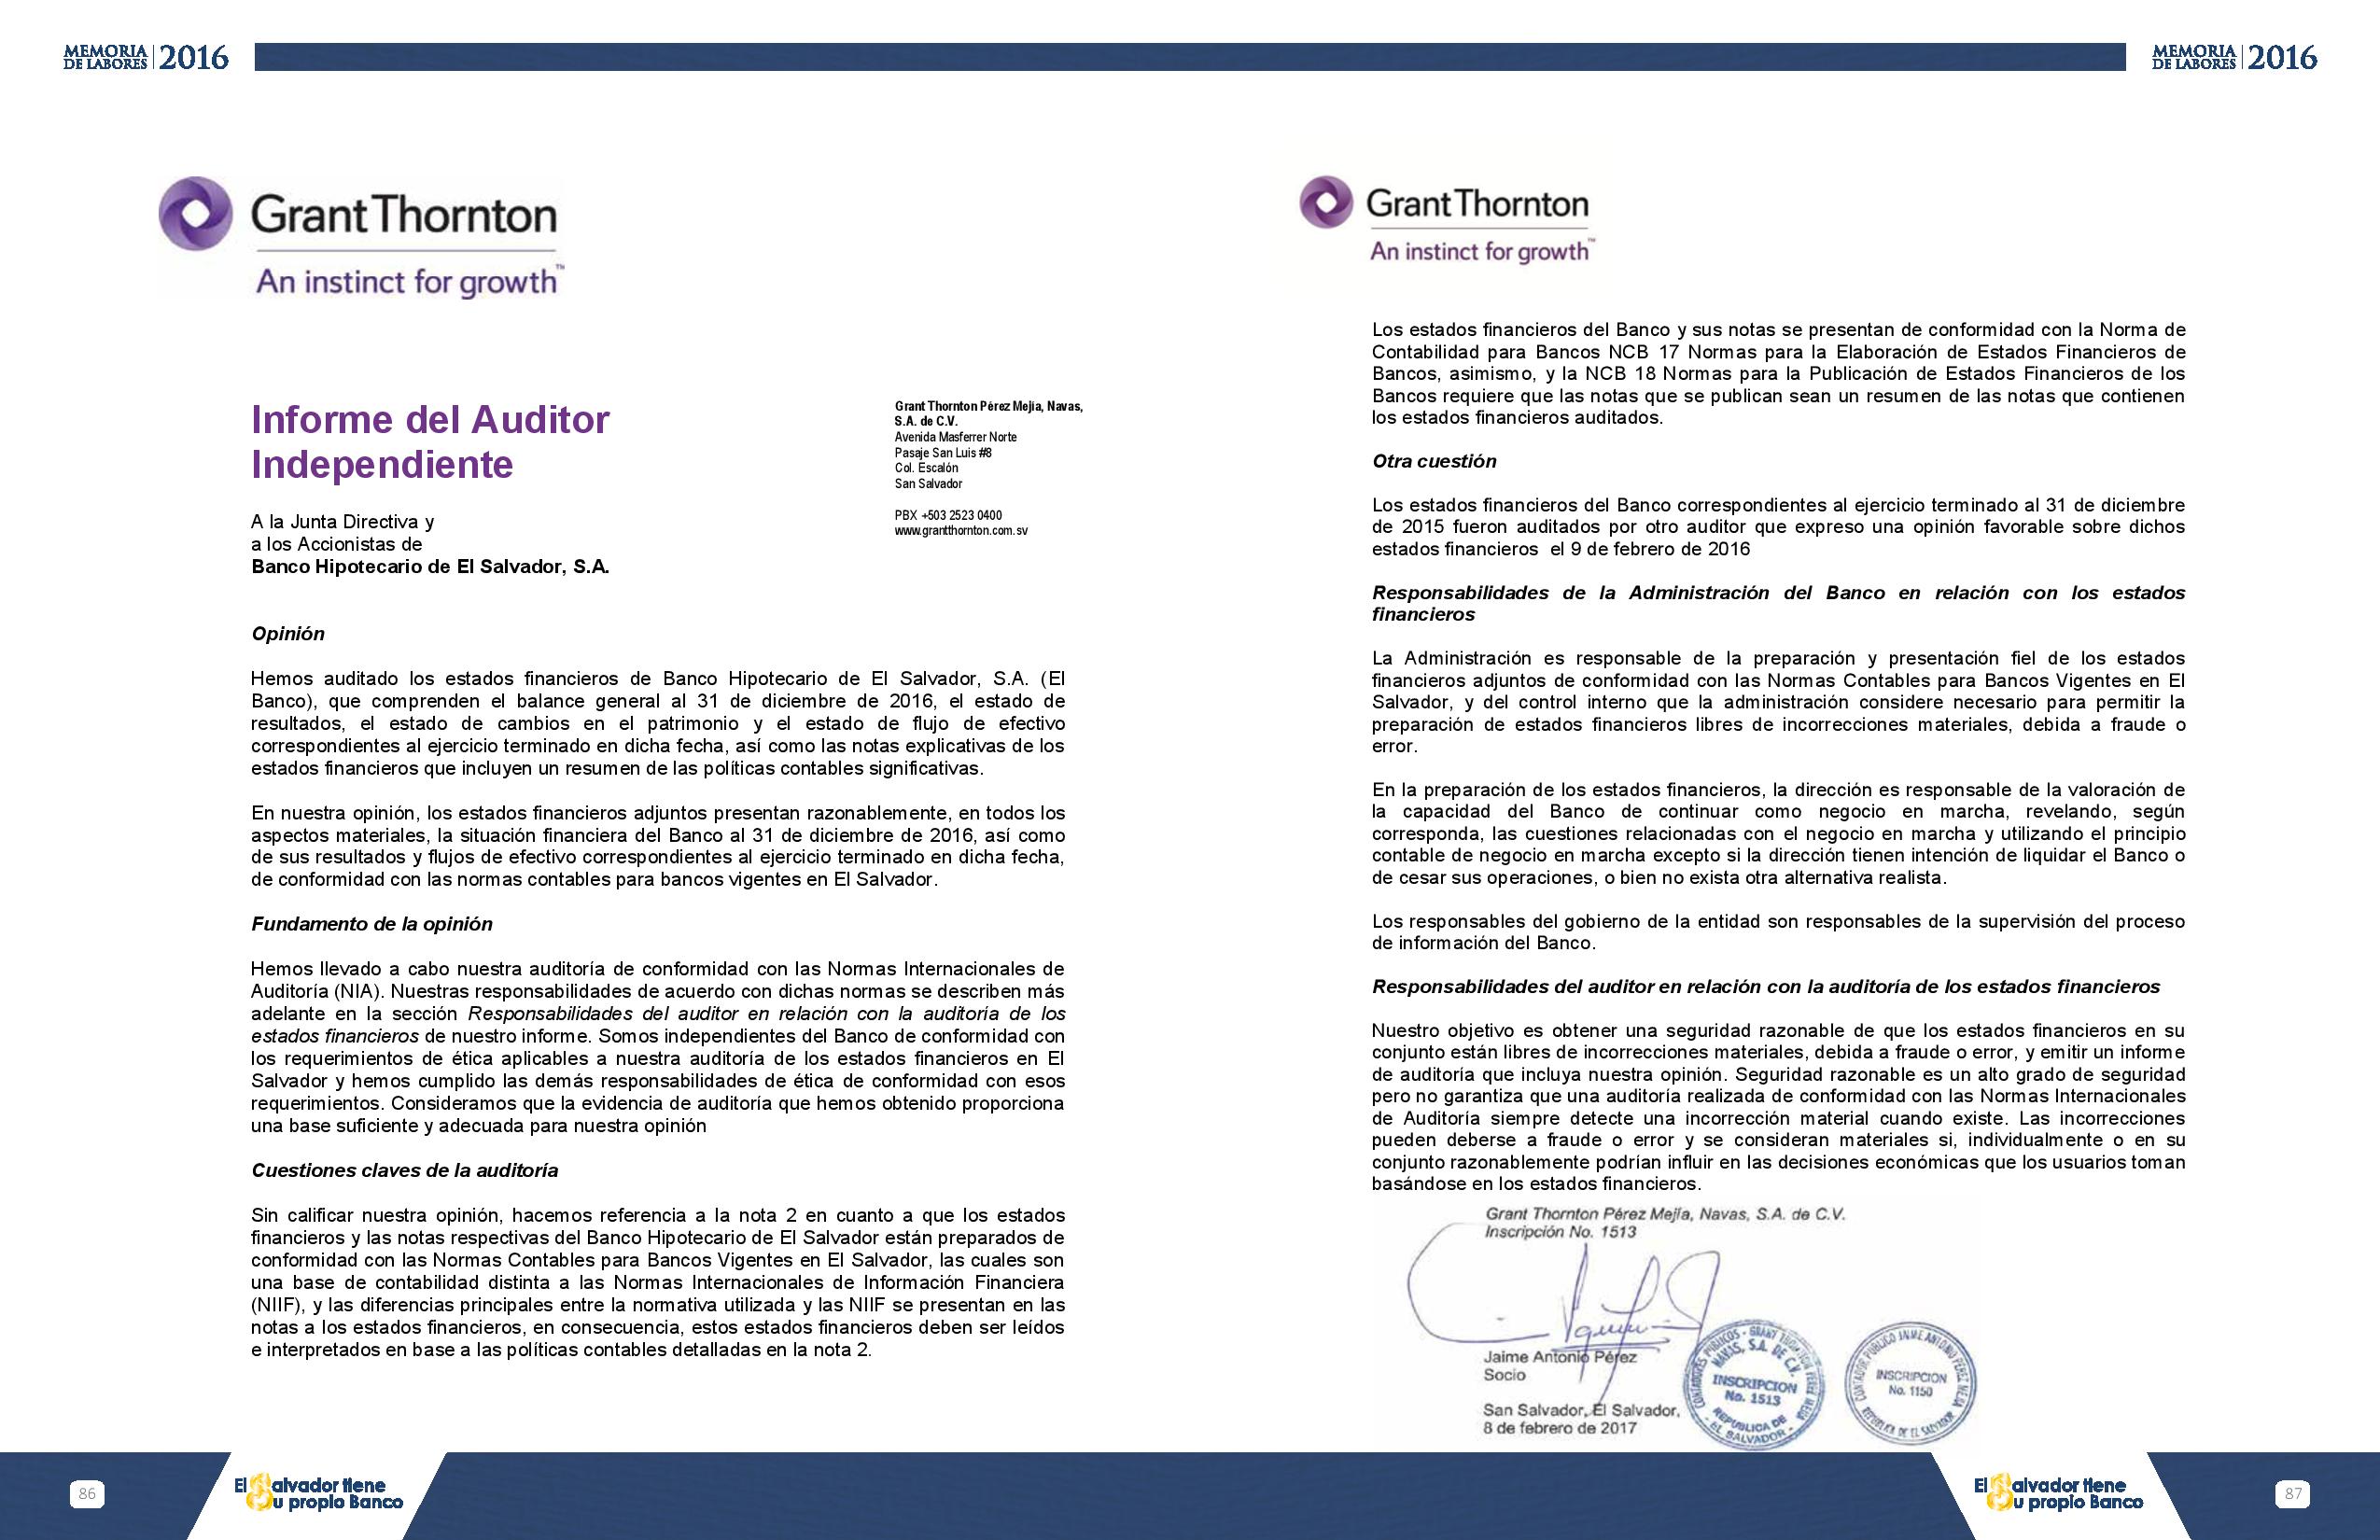 MEMORIA
DE LABORES 2016
MEMORIA
DE LABORES 2016
Grant Thornton
An instinct for growth™
Informe del Auditor
Independiente
A la Junta Directiva y
a los Accionistas de
Banco Hipotecario de El Salvador, S.A.
Grant Thornton Pérez Mejía, Navas,
S.A. de C.V.
Avenida Masferrer Norte
Pasaje San Luis #8
Col. Escalón
San Salvador
PBX +503 2523 0400
www.grantthornton.com.sv
Opinión
Hemos auditado los estados financieros de Banco Hipotecario de El Salvador, S.A. (El
Banco), que comprenden el balance general al 31 de diciembre de 2016, el estado de
resultados, el estado de cambios en el patrimonio y el estado de flujo de efectivo
correspondientes al ejercicio terminado en dicha fecha, así como las notas explicativas de los
estados financieros que incluyen un resumen de las políticas contables significativas.
En nuestra opinión, los estados financieros adjuntos presentan razonablemente, en todos los
aspectos materiales, la situación financiera del Banco al 31 de diciembre de 2016, así como
de sus resultados y flujos de efectivo correspondientes al ejercicio terminado en dicha fecha,
de conformidad con las normas contables para bancos vigentes en El Salvador.
Fundamento de la opinión
Hemos llevado a cabo nuestra auditoría de conformidad con las Normas Internacionales de
Auditoría (NIA). Nuestras responsabilidades de acuerdo con dichas normas se describen más
adelante en la sección Responsabilidades del auditor en relación con la auditoría de los
estados financieros de nuestro informe. Somos independientes del Banco de conformidad con
los requerimientos de ética aplicables a nuestra auditoría de los estados financieros en El
Salvador y hemos cumplido las demás responsabilidades de ética de conformidad con esos
requerimientos. Consideramos que la evidencia de auditoría que hemos obtenido proporciona
una base suficiente y adecuada para nuestra opinión
Cuestiones claves de la auditoría
Sin calificar nuestra opinión, hacemos referencia a la nota 2 en cuanto a que los estados
financieros y las notas respectivas del Banco Hipotecario de El Salvador están preparados de
conformidad con las Normas Contables para Bancos Vigentes en El Salvador, las cuales son
una base de contabilidad distinta a las Normas Internacionales de Información Financiera
(NIIF), y las diferencias principales entre la normativa utilizada y las NIIF se presentan en las
notas a los estados financieros, en consecuencia, estos estados financieros deben ser leídos
e interpretados en base a las políticas contables detalladas en la nota 2.
86
El Salvador tiene
Su propio Banco
Grant Thornton
An instinct for growth™
Los estados financieros del Banco y sus notas se presentan de conformidad con la Norma de
Contabilidad para Bancos NCB 17 Normas para la Elaboración de Estados Financieros de
Bancos, asimismo, y la NCB 18 Normas para la Publicación de Estados Financieros de los
Bancos requiere que las notas que se publican sean un resumen de las notas que contienen
los estados financieros auditados.
Otra cuestión
Los estados financieros del Banco correspondientes al ejercicio terminado al 31 de diciembre
de 2015 fueron auditados por otro auditor que expreso una opinión favorable sobre dichos
estados financieros el 9 de febrero de 2016
Responsabilidades de la Administración del Banco en relación con los estados
financieros
La Administración es responsable de la preparación y presentación fiel de los estados
financieros adjuntos de conformidad con las Normas Contables para Bancos Vigentes en El
Salvador, y del control interno que la administración considere necesario para permitir la
preparación de estados financieros libres de incorrecciones materiales, debida a fraude o
error.
En la preparación de los estados financieros, la dirección es responsable de la valoración de
la capacidad del Banco de continuar como negocio en marcha, revelando, según
corresponda, las cuestiones relacionadas con el negocio en marcha y utilizando el principio
contable de negocio en marcha excepto si la dirección tienen intención de liquidar el Banco o
de cesar sus operaciones, o bien no exista otra alternativa realista.
Los responsables del gobierno de la entidad son responsables de la supervisión del proceso
de información del Banco.
Responsabilidades del auditor en relación con la auditoría de los estados financieros
Nuestro objetivo es obtener una seguridad razonable de que los estados financieros en su
conjunto están libres de incorrecciones materiales, debida a fraude o error, y emitir un informe
de auditoría que incluya nuestra opinión. Seguridad razonable es un alto grado de seguridad
pero no garantiza que una auditoría realizada de conformidad con las Normas Internacionales
de Auditoría siempre detecte una incorrección material cuando existe. Las incorrecciones
pueden deberse a fraude o error y se consideran materiales si, individualmente o en su
conjunto razonablemente podrían influir en las decisiones económicas que los usuarios toman
basándose en los estados financieros.
Grant Thornton Pérez Mejía, Navas, S.A. de C.V.
Inscripción No. 1513
Jaime Antonio Pérez
Socio
San Salvador, El Salvador,
8 de febrero de 2017
INSCRIPCION
No. 1513
REPUBLICA DE
EL SALVADOR
INSCRIPCION
No. 1150
REPUBLICA DE EL SALVADOR
El Salvador tiene
Su propio Banco
87